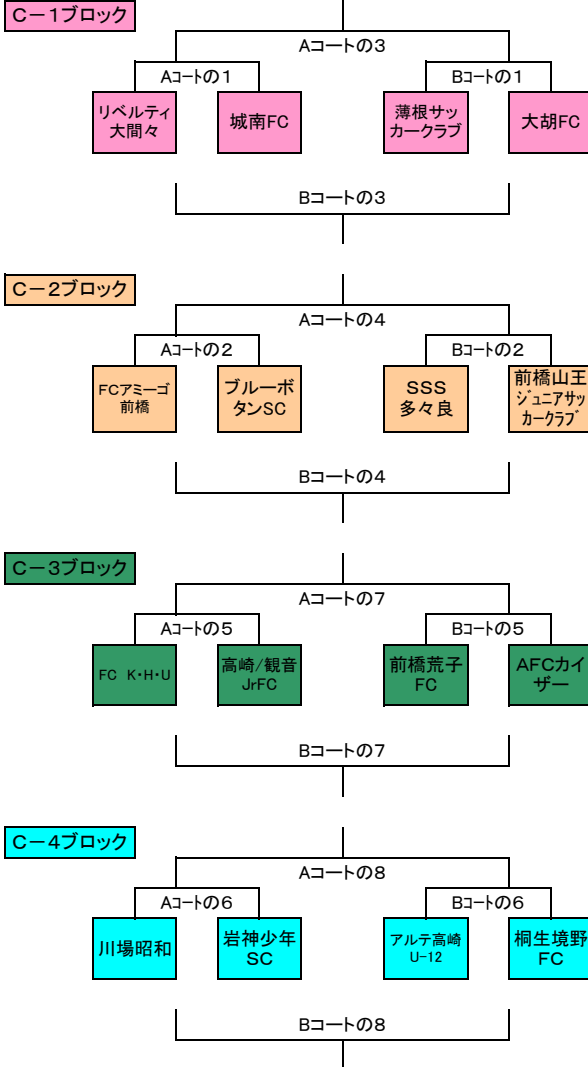 C－1ブロック
Aコートの3
Aコートの1
Bコートの1
リベルティ
大間々
城南FC
薄根サッ
カークラブ
大胡FC
Bコートの3
C－2ブロック
Aコートの4
Aコートの2
Bコートの2
FCアミーゴ
前橋
ブルーボ
タンSC
SSS
多々良
前橋山王
ジュニアサッ
カークラブ
Bコートの4
C－3ブロック
Aコートの7
Aコートの5
Bコートの5
FC K・H・U
高崎/観音
JrFC
前橋荒子
FC
AFCカイ
ザー
Bコートの7
C－4ブロック
Aコートの8
Aコートの6
Bコートの6
川場昭和
岩神少年
SC
アルテ高崎
U-12
桐生境野
FC
Bコートの8